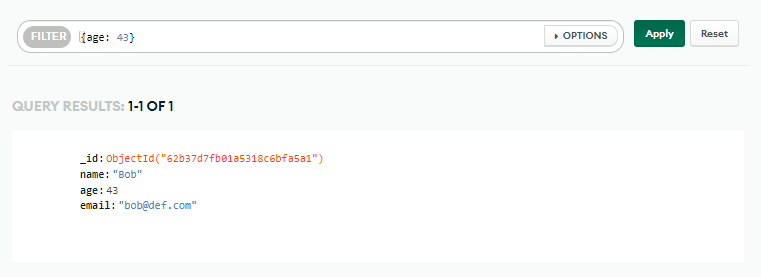 FILTER {age: 43} OPTIONS Apply Reset
QUERY RESULTS: 1-1 OF 1
_id: ObjectId("62b37d7fb01a5318c6bfa5a1")
name: "Bob"
age: 43
email: "bob@def.com"